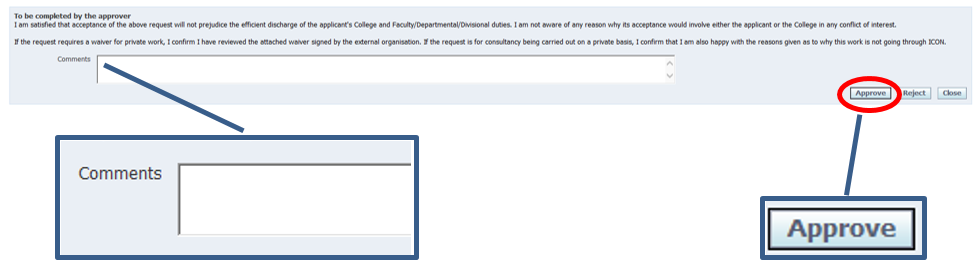 To be completed by the approver
I am satisfied that acceptance of the above request will not prejudice the efficient discharge of the applicant's College and Faculty/Departmental/Divisional duties. I am not aware of any reason why its acceptance would involve either the applicant or the College in any conflict of interest.
If the request requires a waiver for private work, I confirm I have reviewed the attached waiver signed by the external organisation. If the request is for consultancy being carried out on a private basis, I confirm that I am also happy with the reasons given as to why this work is not going through ICON.
Comments
Approve Reject Close
Comments
Approve